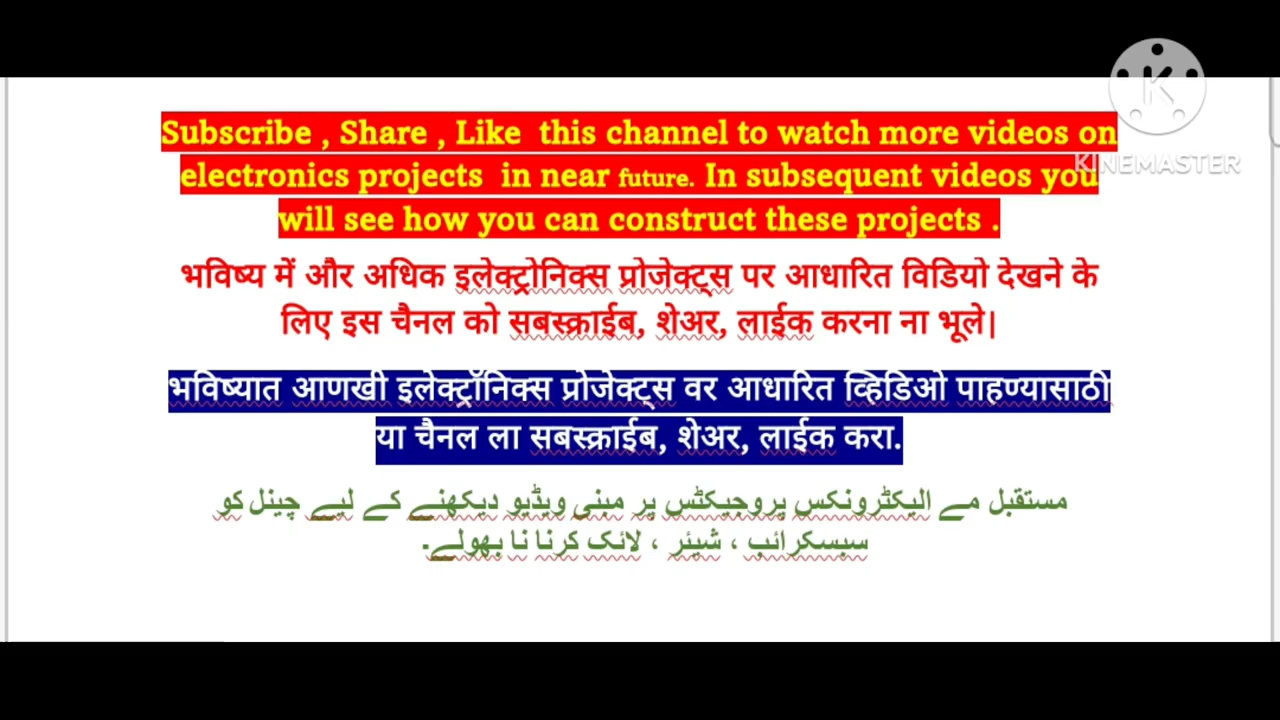 Subscribe , Share , Like this channel to watch more videos on
electronics projects in near future. In subsequent videos you
will see how you can construct these projects .
भविष्य में और अधिक इलेक्ट्रोनिक्स प्रोजेक्ट्स पर आधारित विडियो देखने के
लिए इस चैनल को सबस्क्राईब, शेअर, लाईक करना ना भूले|
भविष्यात आणखी इलेक्ट्रॉनिक्स प्रोजेक्ट्स वर आधारित व्हिडिओ पाहण्यासाठी
या चैनल ला सबस्क्राईब, शेअर, लाईक करा.
مستقبل مے الیکٹرونکس پروجیکٹس پر مبنی ویڈیو دیکھنے کے لیے چینل کو
سبسکرائب ، شیئر ، لائک کرنا نا بھولے۔
K
KINEMASTER